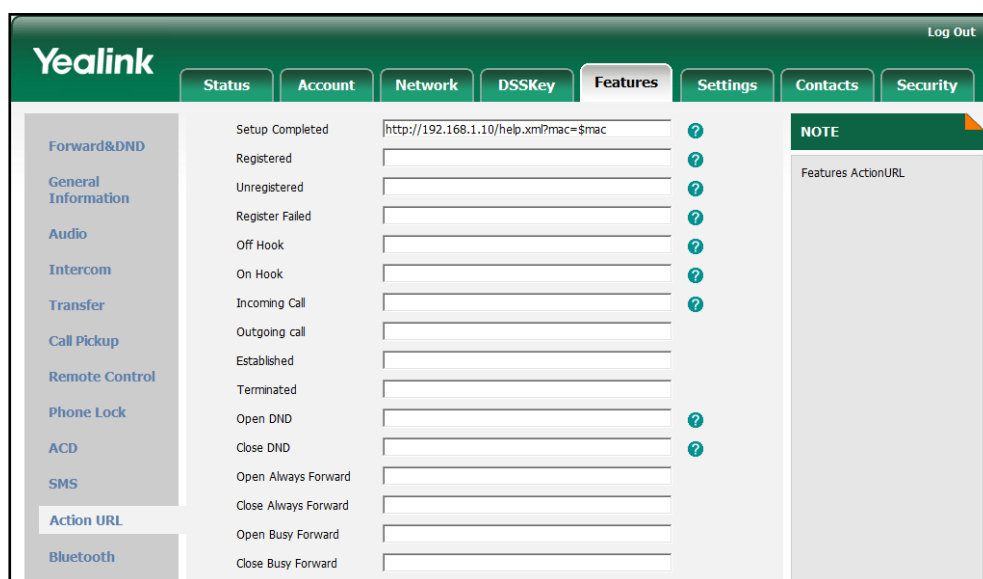 Log Out
Yealink
Status Account Network DSSKey Features Settings Contacts Security
Forward&DND
General
Information
Audio
Intercom
Transfer
Call Pickup
Remote Control
Phone Lock
ACD
SMS
Action URL
Bluetooth
Setup Completed http://192.168.1.10/help.xml?mac=$mac ?
Registered ?
Unregistered ?
Register Failed ?
Off Hook ?
On Hook ?
Incoming Call ?
Outgoing call
Established
Terminated
Open DND ?
Close DND ?
Open Always Forward
Close Always Forward
Open Busy Forward
Close Busy Forward
NOTE
Features ActionURL